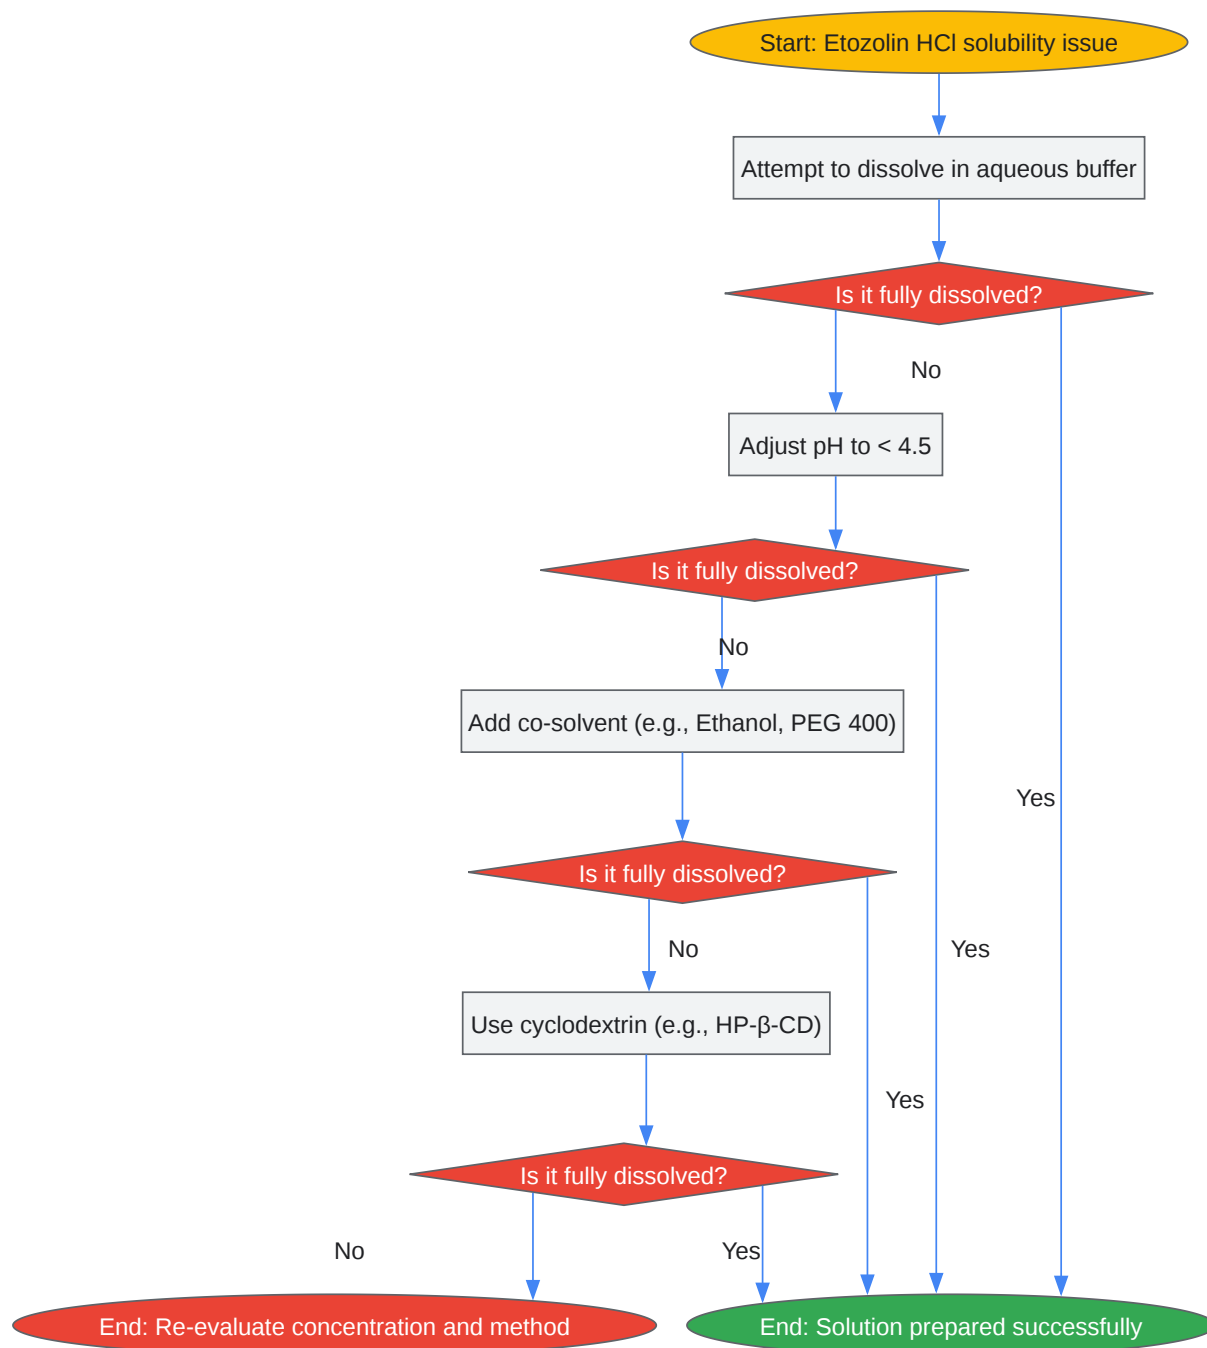 Start: Etozolin HCl solubility issue
Attempt to dissolve in aqueous buffer
Is it fully dissolved?
No
Adjust pH to < 4.5
Is it fully dissolved?
No
Add co-solvent (e.g., Ethanol, PEG 400)
Yes
Is it fully dissolved?
No
Yes
Use cyclodextrin (e.g., HP-β-CD)
Yes
Is it fully dissolved?
No
Yes
End: Re-evaluate concentration and method
End: Solution prepared successfully